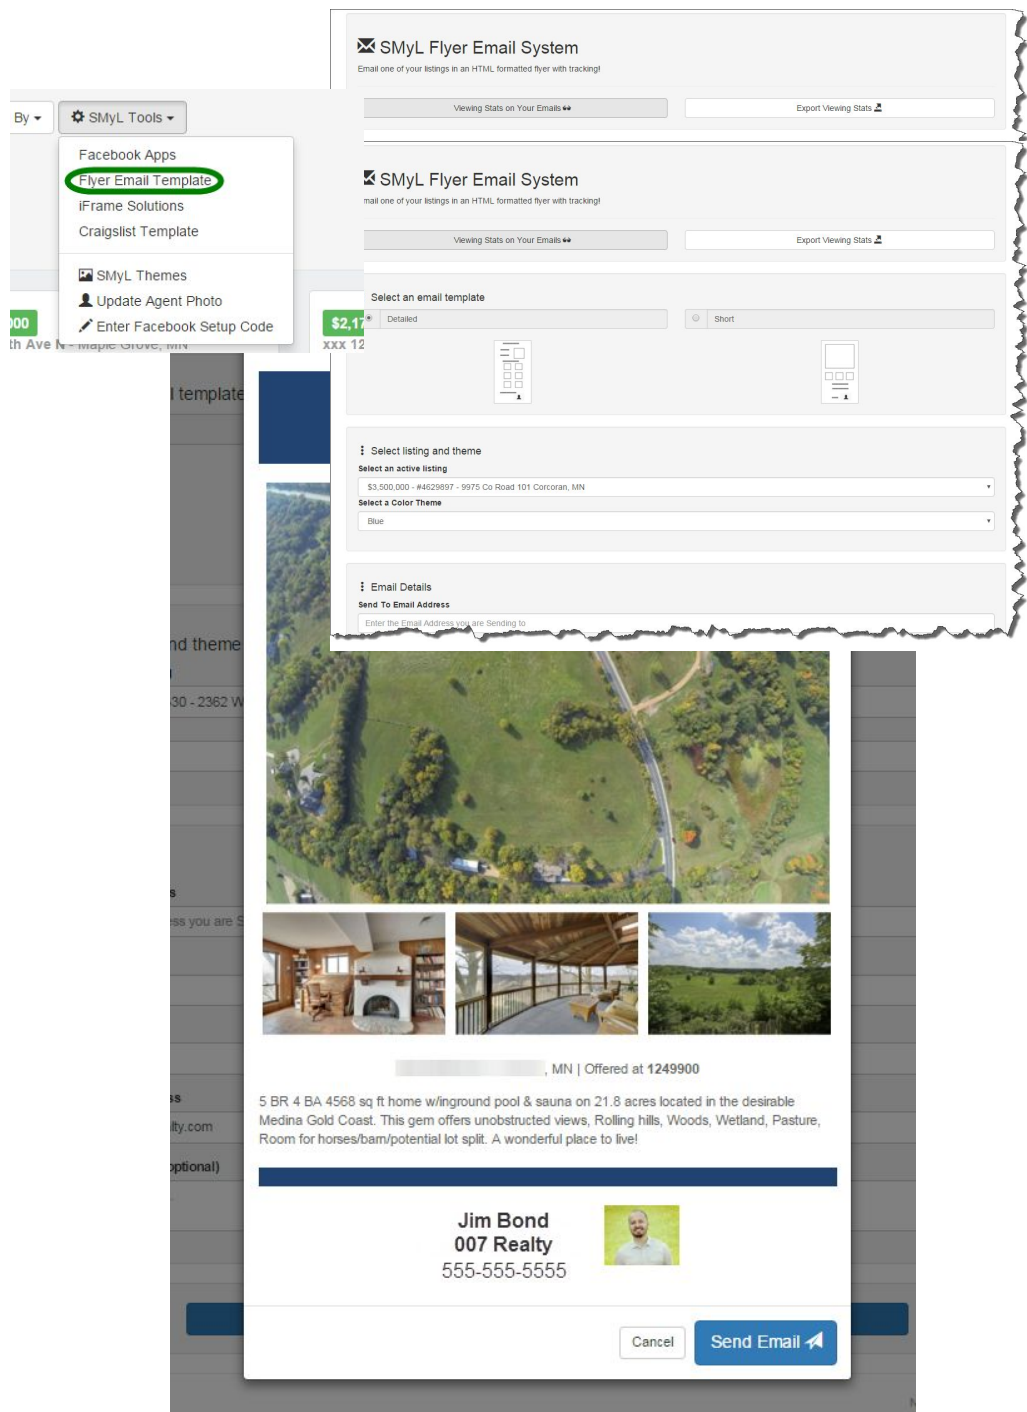 SMyL Flyer Email System
Email one of your listings in an HTML formatted flyer with tracking!
Viewing Stats on Your Emails
Export Viewing Stats
By
SMyL Tools
Facebook Apps
Flyer Email Template
iFrame Solutions
Craigslist Template
SMyL Themes
Update Agent Photo
Enter Facebook Setup Code
000
th Ave N - Maple Grove, MN
$2,17
xxx 12
SMyL Flyer Email System
mail one of your listings in an HTML formatted flyer with tracking!
Viewing Stats on Your Emails
Export Viewing Stats
Select an email template
Detailed
Short
Select listing and theme
Select an active listing
$3,500,000 - #4629897 - 9975 Co Road 101 Corcoran, MN
Select a Color Theme
Blue
Email Details
Send To Email Address
Enter the Email Address you are Sending to
l template
nd theme
30 - 2362 W
s
ess you are S
ss
lty.com
optional)
, MN | Offered at 1249900
5 BR 4 BA 4568 sq ft home w/inground pool & sauna on 21.8 acres located in the desirable
Medina Gold Coast. This gem offers unobstructed views, Rolling hills, Woods, Wetland, Pasture,
Room for horses/barn/potential lot split. A wonderful place to live!
Jim Bond
007 Realty
555-555-5555
Cancel
Send Email